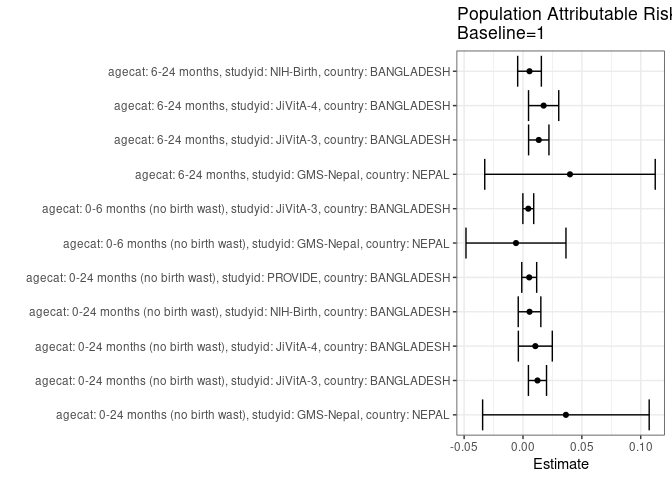 Population Attributable Risk
Baseline=1
agecat: 6-24 months, studyid: NIH-Birth, country: BANGLADESH
agecat: 6-24 months, studyid: JiVitA-4, country: BANGLADESH
agecat: 6-24 months, studyid: JiVitA-3, country: BANGLADESH
agecat: 6-24 months, studyid: GMS-Nepal, country: NEPAL
agecat: 0-6 months (no birth wast), studyid: JiVitA-3, country: BANGLADESH
agecat: 0-6 months (no birth wast), studyid: GMS-Nepal, country: NEPAL
agecat: 0-24 months (no birth wast), studyid: PROVIDE, country: BANGLADESH
agecat: 0-24 months (no birth wast), studyid: NIH-Birth, country: BANGLADESH
agecat: 0-24 months (no birth wast), studyid: JiVitA-4, country: BANGLADESH
agecat: 0-24 months (no birth wast), studyid: JiVitA-3, country: BANGLADESH
agecat: 0-24 months (no birth wast), studyid: GMS-Nepal, country: NEPAL
-0.05 0.00 0.05 0.10
Estimate